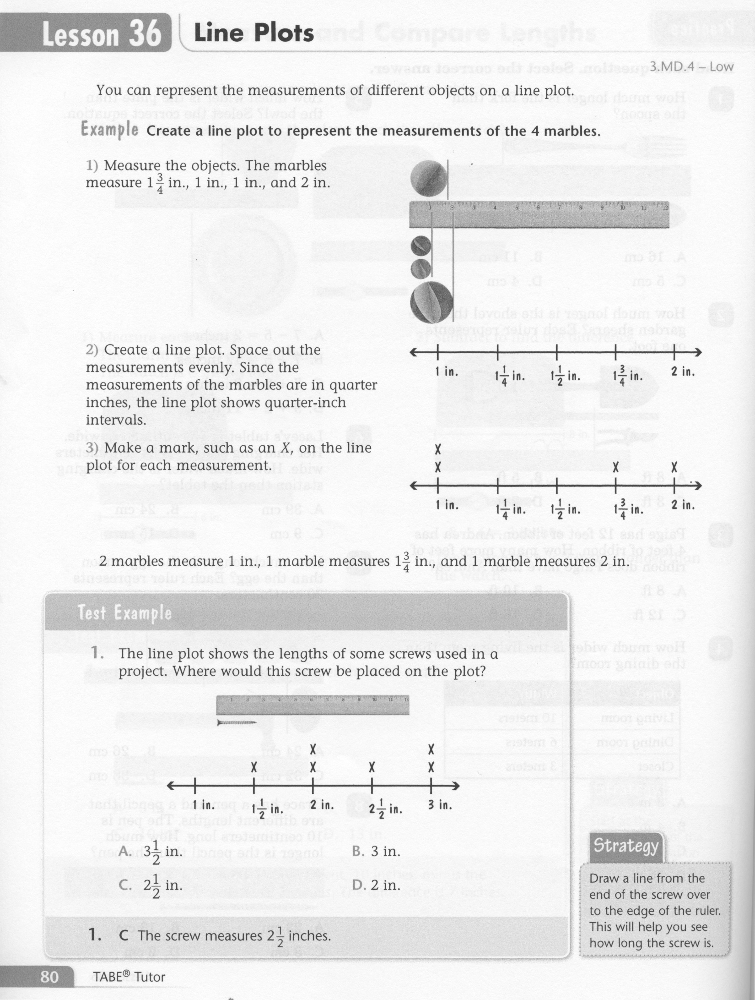 Lesson 36
Line Plots
3.MD.4 – Low
You can represent the measurements of different objects on a line plot.
Example Create a line plot to represent the measurements of the 4 marbles.
1) Measure the objects. The marbles
measure 1 3/4 in., 1 in., 1 in., and 2 in.
1 2 3 4 5 6 7 8 9 10 11 12
2) Create a line plot. Space out the
measurements evenly. Since the
measurements of the marbles are in quarter
inches, the line plot shows quarter-inch
intervals.
1 in. 1 1/4 in. 1 1/2 in. 1 3/4 in. 2 in.
3) Make a mark, such as an X, on the line
plot for each measurement.
X
X X X
1 in. 1 1/4 in. 1 1/2 in. 1 3/4 in. 2 in.
2 marbles measure 1 in., 1 marble measures 1 3/4 in., and 1 marble measures 2 in.
Test Example
1. The line plot shows the lengths of some screws used in a
project. Where would this screw be placed on the plot?
1 2 3 4 5 6 7 8 9 10 11 12
X X
X X X X
1 in. 1 1/2 in. 2 in. 2 1/2 in. 3 in.
A. 3 1/2 in. B. 3 in.
C. 2 1/2 in. D. 2 in.
1. C The screw measures 2 1/2 inches.
Strategy
Draw a line from the
end of the screw over
to the edge of the ruler.
This will help you see
how long the screw is.
80 TABE® Tutor